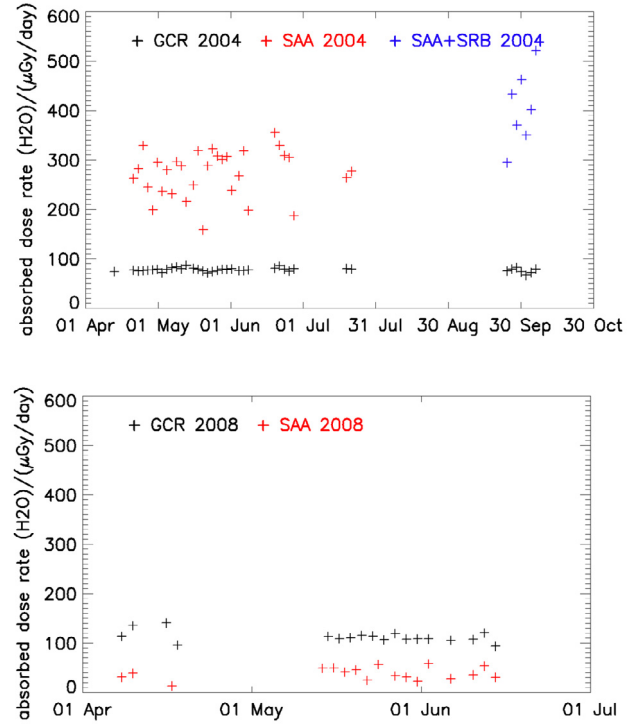 600
+ GCR 2004 + SAA 2004 + SAA+SRB 2004
500
400
300
200
100
0
absorbed dose rate (H2O)/(μGy/day)
01 Apr 01 May 01 Jun 01 Jul 31 Jul 30 Aug 30 Sep 30 Oct
600
+ GCR 2008 + SAA 2008
500
400
300
200
100
0
absorbed dose rate (H2O)/(μGy/day)
01 Apr 01 May 01 Jun 01 Jul